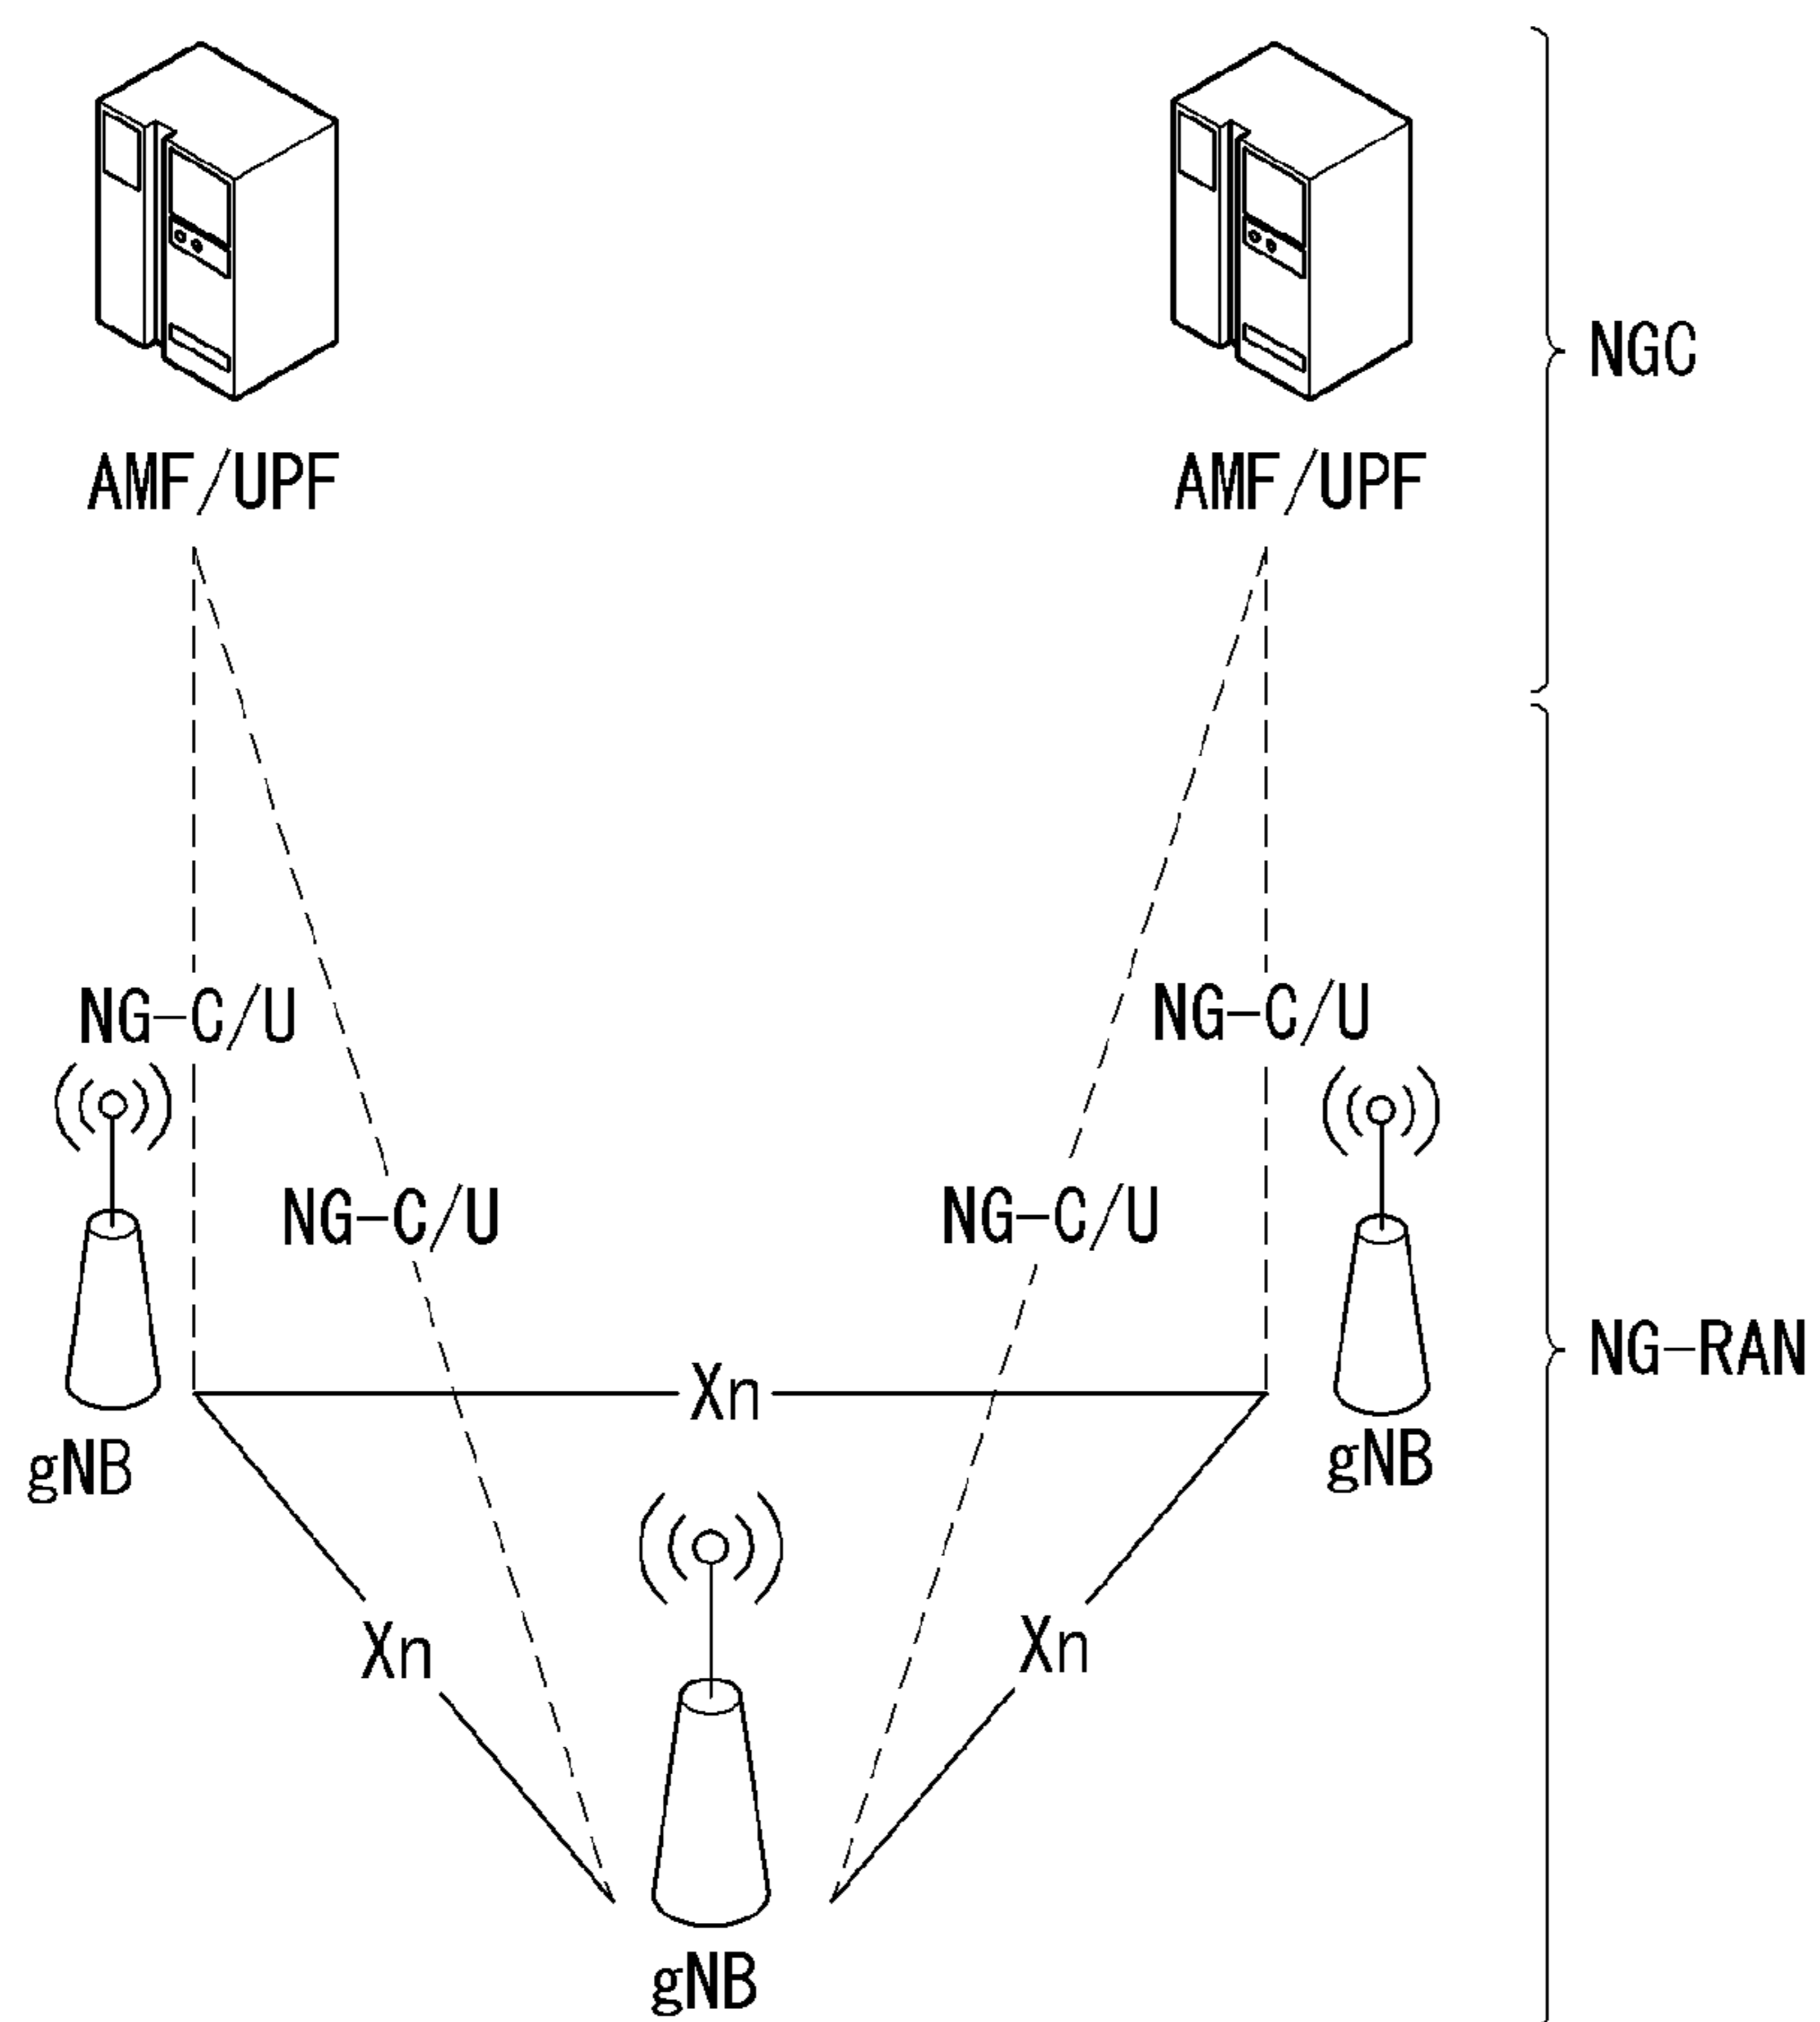 NGC
AMF/UPF
AMF/UPF
NG-C/U
NG-C/U
NG-C/U
NG-C/U
NG-RAN
Xn
gNB
gNB
Xn
Xn
gNB